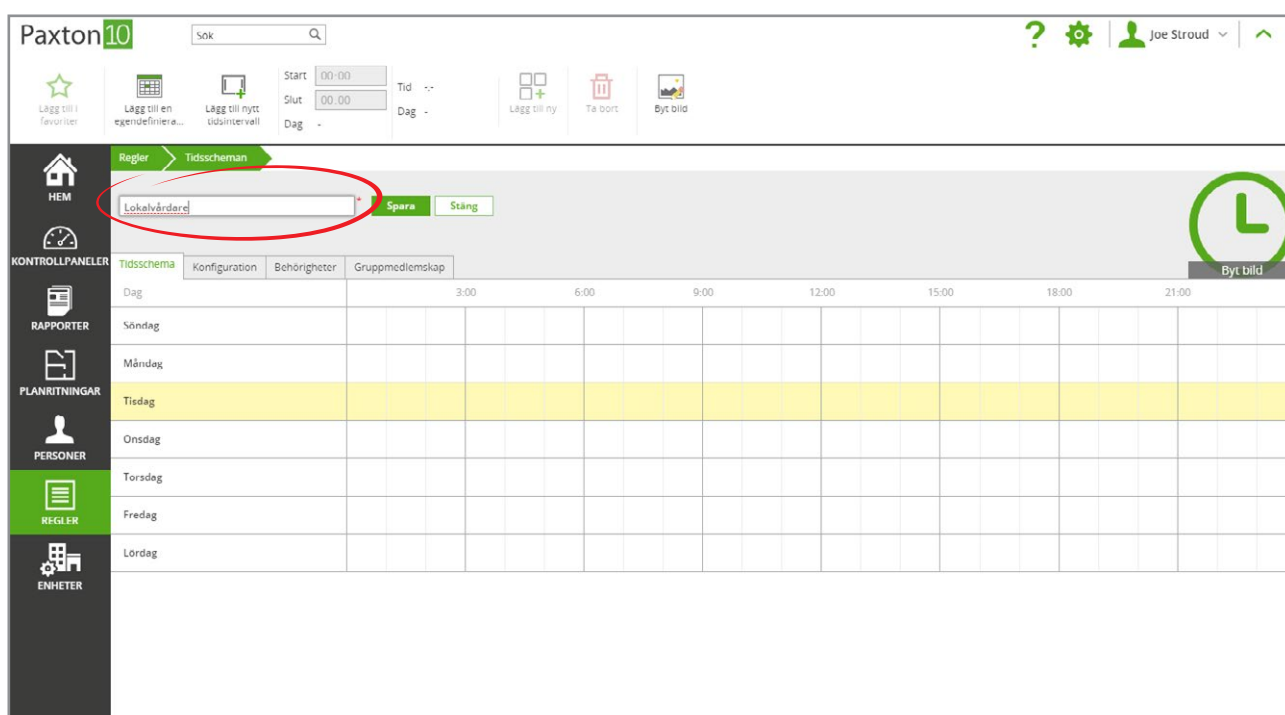 Paxton10
Sök
Joe Stroud
Lägg till i
favoriter
Lägg till en
egendefiniera...
Lägg till nytt
tidsintervall
Start 00:00
Slut 00:00
Dag -
Tid -:-
Dag -
Lägg till ny
Ta bort
Byt bild
HEM
KONTROLLPANELER
RAPPORTER
PLANRITNINGAR
PERSONER
REGLER
ENHETER
Regler Tidsscheman
Lokalvårdare * Spara Stäng
Byt bild
Tidsschema Konfiguration Behörigheter Gruppmedlemskap
Dag 3:00 6:00 9:00 12:00 15:00 18:00 21:00
Söndag
Måndag
Tisdag
Onsdag
Torsdag
Fredag
Lördag